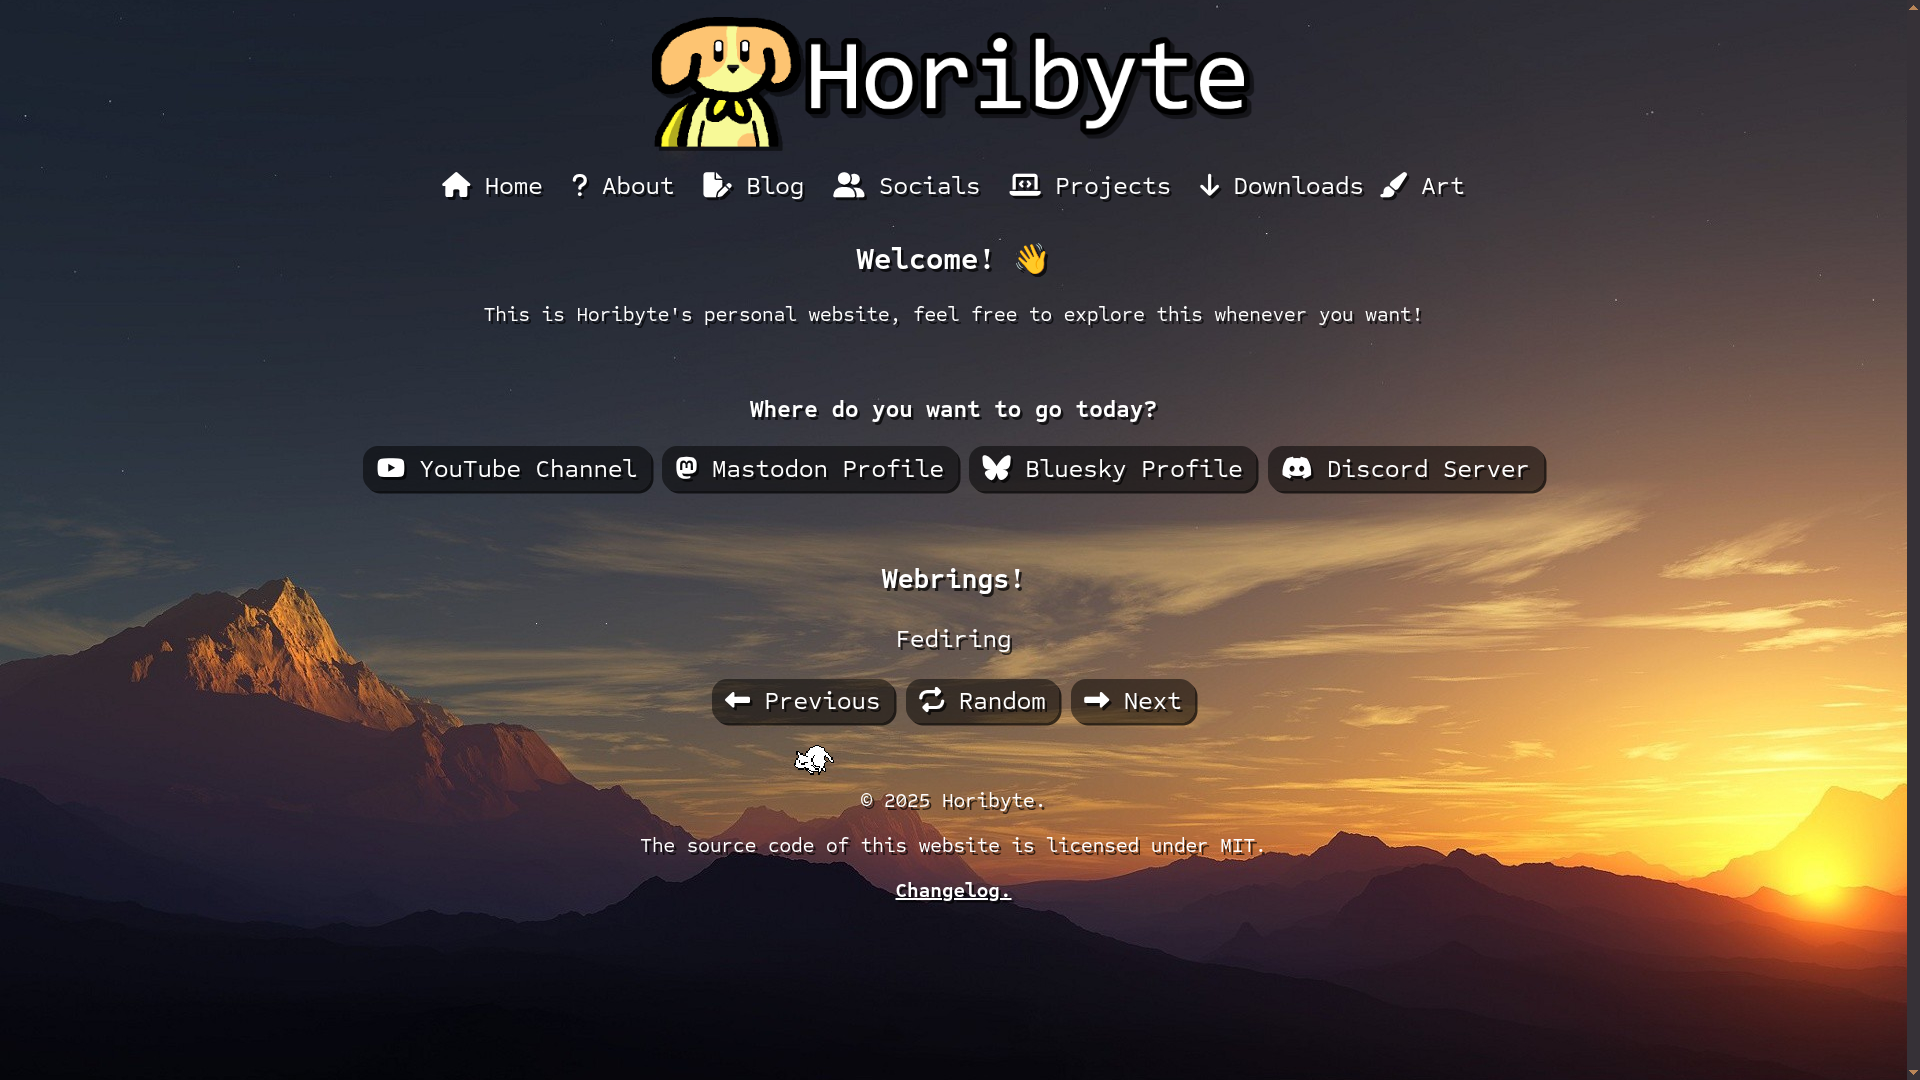 Horibyte
Home ? About Blog Socials Projects Downloads Art
Welcome! 👋
This is Horibyte's personal website, feel free to explore this whenever you want!
Where do you want to go today?
YouTube Channel Mastodon Profile Bluesky Profile Discord Server
Webrings!
Fediring
Previous Random Next
© 2025 Horibyte.
The source code of this website is licensed under MIT.
Changelog.